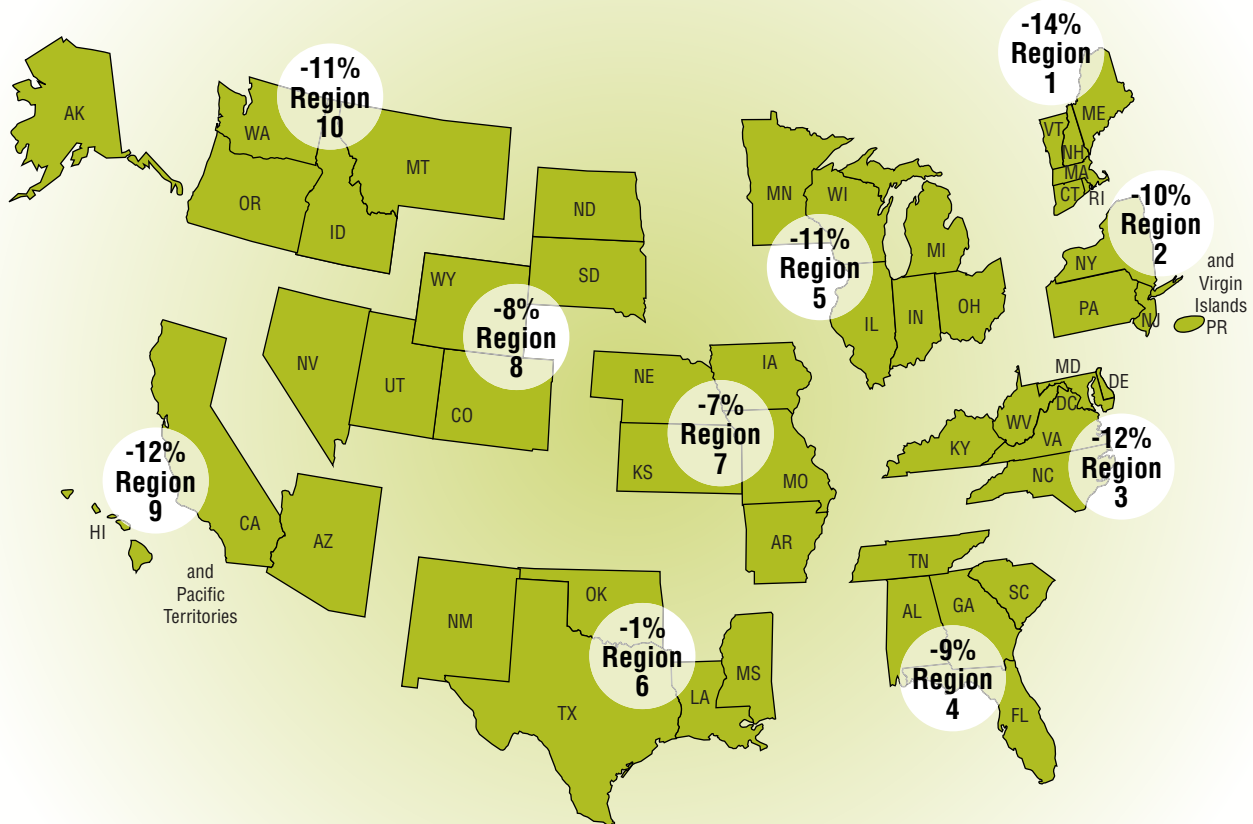 -14%
Region
1
-11%
Region
10
AK
WA
MT
OR
ID
ND
SD
WY
MN
WI
MI
-11%
Region
5
IL
IN
OH
ME
VT
NH
MA
CT
RI
-10%
Region
2
NY
PA
NJ
and
Virgin
Islands
PR
-8%
Region
8
NV
UT
CO
NE
IA
-7%
Region
7
KS
MO
AR
MD
DE
DC
WV
KY
VA
NC
-12%
Region
3
-12%
Region
9
HI
CA
AZ
and
Pacific
Territories
NM
OK
TX
-1%
Region
6
LA
MS
TN
AL
GA
SC
-9%
Region
4
FL